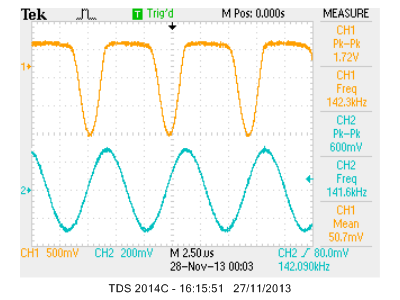 Tek T Trig'd M Pos: 0.000s MEASURE
CH1
Pk-Pk
1.72V
CH1
Freq
142.3kHz
CH2
Pk-Pk
600mV
CH2
Freq
141.6kHz
CH1
Mean
50.7mV
1
2
CH1 500mV CH2 200mV M 2.50us CH2 / 80.0mV
28-Nov-13 00:03 142.090kHz
TDS 2014C - 16:15:51 27/11/2013